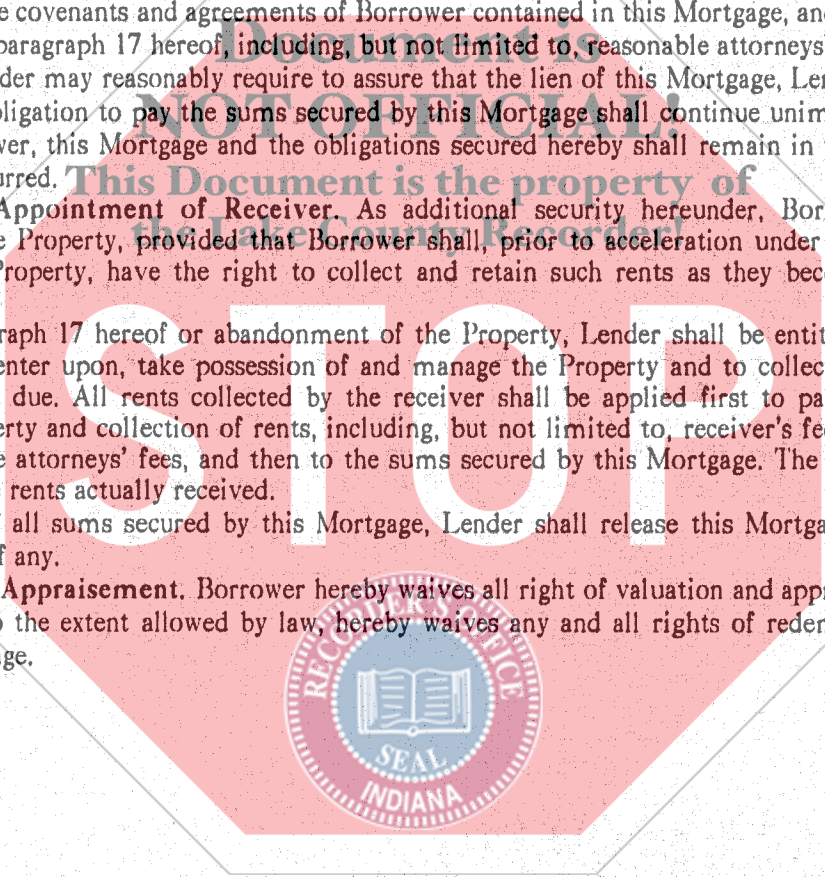 e covenants and agreements of Borrower contained in this Mortgage, and
Document is
paragraph 17 hereof, including, but not limited to, reasonable attorneys'
der may reasonably require to assure that the lien of this Mortgage, Len
bligation to pay the sums secured by this Mortgage shall continue unim
NOT OFFICIAL!
wer, this Mortgage and the obligations secured hereby shall remain in
urred.
This Document is the property of
Appointment of Receiver. As additional security hereunder, Bor
the Lake County Recorder!
e Property, provided that Borrower shall, prior to acceleration under
Property, have the right to collect and retain such rents as they bec
raph 17 hereof or abandonment of the Property, Lender shall be entit
enter upon, take possession of and manage the Property and to collec
due. All rents collected by the receiver shall be applied first to pa
erty and collection of rents, including, but not limited to, receiver's fe
e attorneys' fees, and then to the sums secured by this Mortgage. The
rents actually received.
STOP
all sums secured by this Mortgage, Lender shall release this Mortga
f any.
Appraisement. Borrower hereby waives all right of valuation and app
o the extent allowed by law, hereby waives any and all rights of reden
ge.
RECORDER'S OFFICE
SEAL
INDIANA